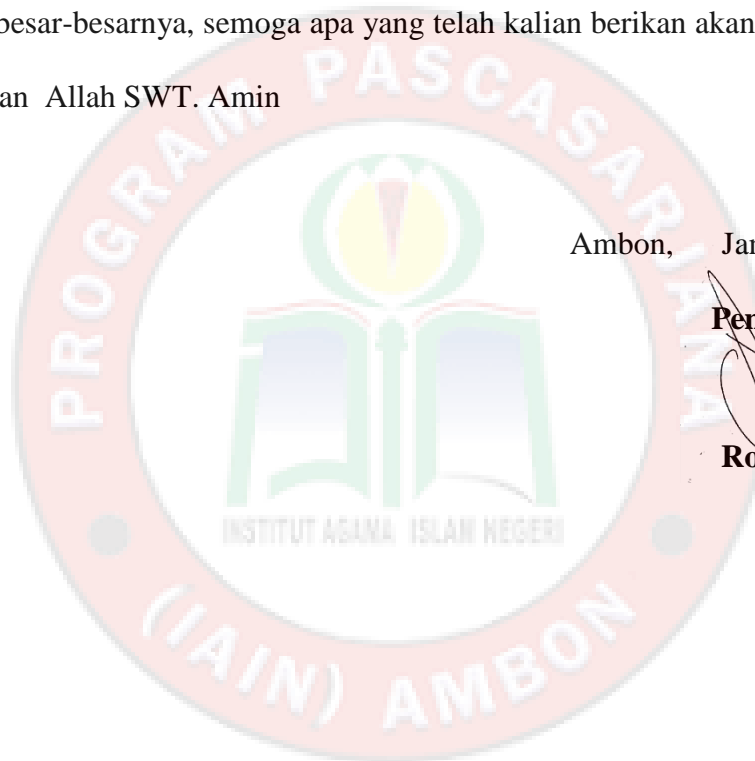 besar-besarnya, semoga apa yang telah kalian berikan akan
Allah SWT. Amin
PROGRAM PASCASARJANA
Ambon,
INSTITUT AGAMA ISLAM NEGERI
(IAIN) AMBON